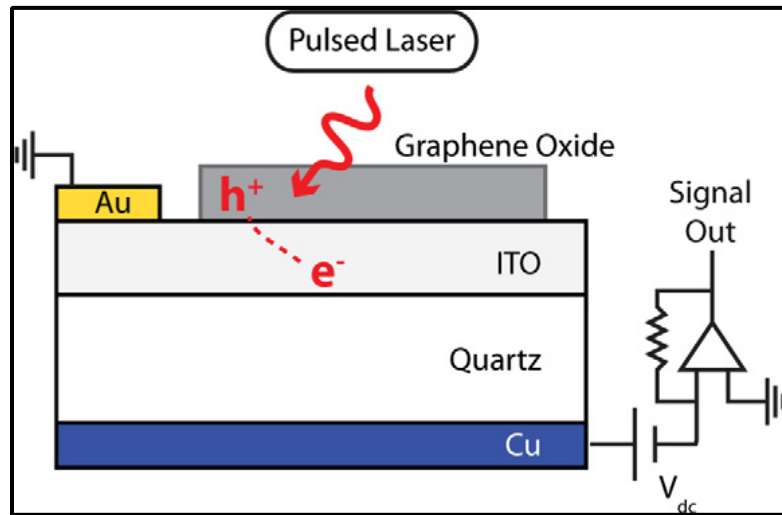 Pulsed Laser
Graphene Oxide
Au
h+
e-
ITO
Quartz
Cu
Signal
Out
Vdc